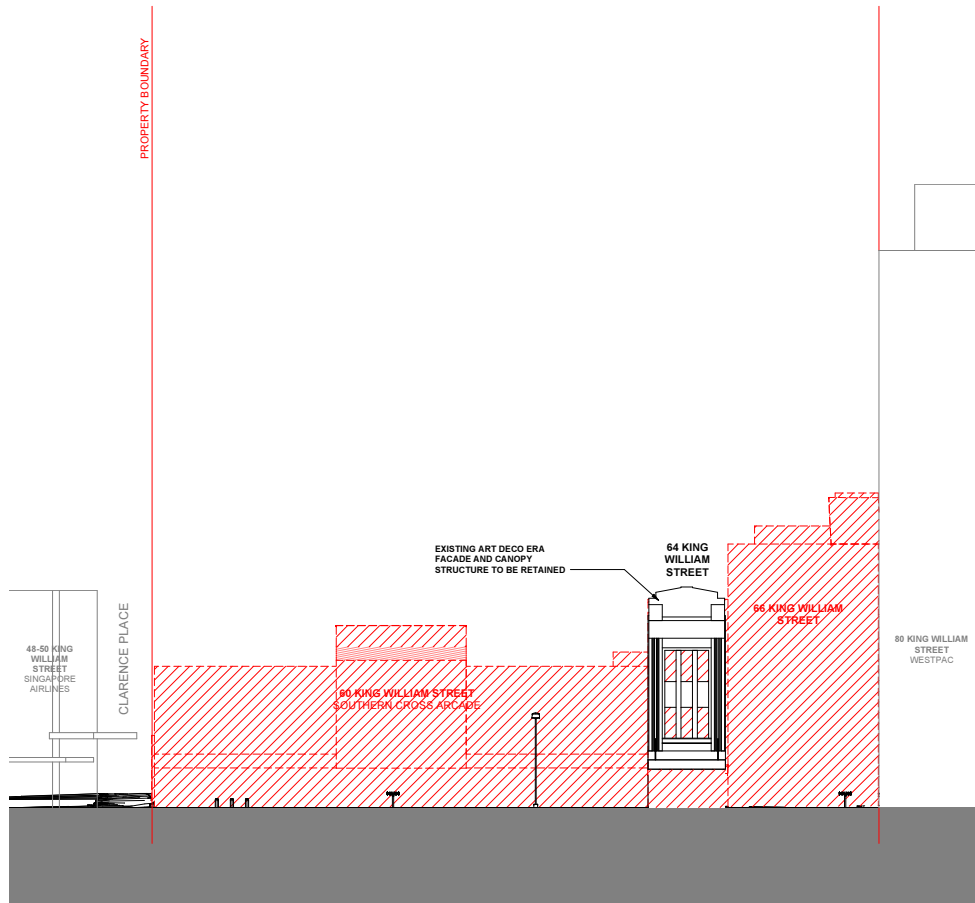 PROPERTY BOUNDARY
EXISTING ART DECO ERA
FACADE AND CANOPY
STRUCTURE TO BE RETAINED
64 KING
WILLIAM
STREET
66 KING WILLIAM
STREET
48-50 KING
WILLIAM
STREET
SINGAPORE
AIRLINES
CLARENCE PLACE
60 KING WILLIAM STREET
SOUTHERN CROSS ARCADE
80 KING WILLIAM
STREET
WESTPAC